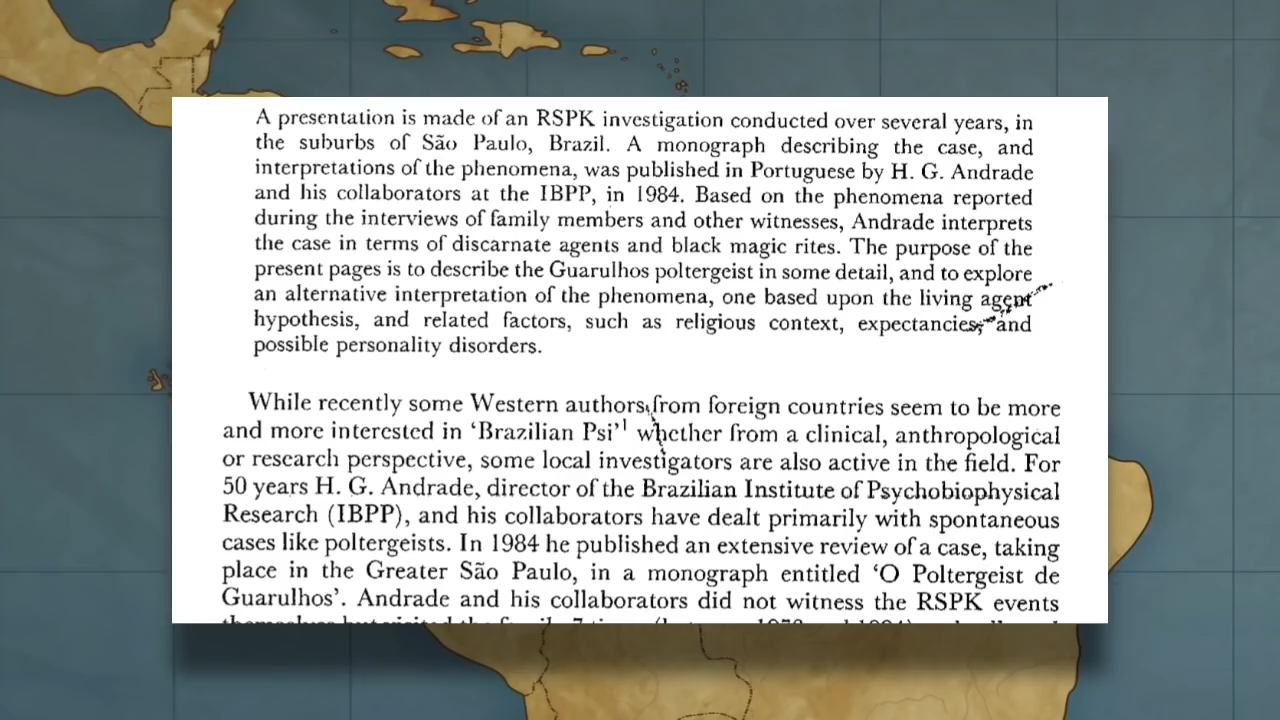 A presentation is made of an RSPK investigation conducted over several years, in
the suburbs of São Paulo, Brazil. A monograph describing the case, and
interpretations of the phenomena, was published in Portuguese by H. G. Andrade
and his collaborators at the IBPP, in 1984. Based on the phenomena reported
during the interviews of family members and other witnesses, Andrade interprets
the case in terms of discarnate agents and black magic rites. The purpose of the
present pages is to describe the Guarulhos poltergeist in some detail, and to explore
an alternative interpretation of the phenomena, one based upon the living agent
hypothesis, and related factors, such as religious context, expectancies, and
possible personality disorders.
While recently some Western authors from foreign countries seem to be more
and more interested in ‘Brazilian Psi’¹ whether from a clinical, anthropological
or research perspective, some local investigators are also active in the field. For
50 years H. G. Andrade, director of the Brazilian Institute of Psychobiophysical
Research (IBPP), and his collaborators have dealt primarily with spontaneous
cases like poltergeists. In 1984 he published an extensive review of a case, taking
place in the Greater São Paulo, in a monograph entitled ‘O Poltergeist de
Guarulhos’. Andrade and his collaborators did not witness the RSPK events